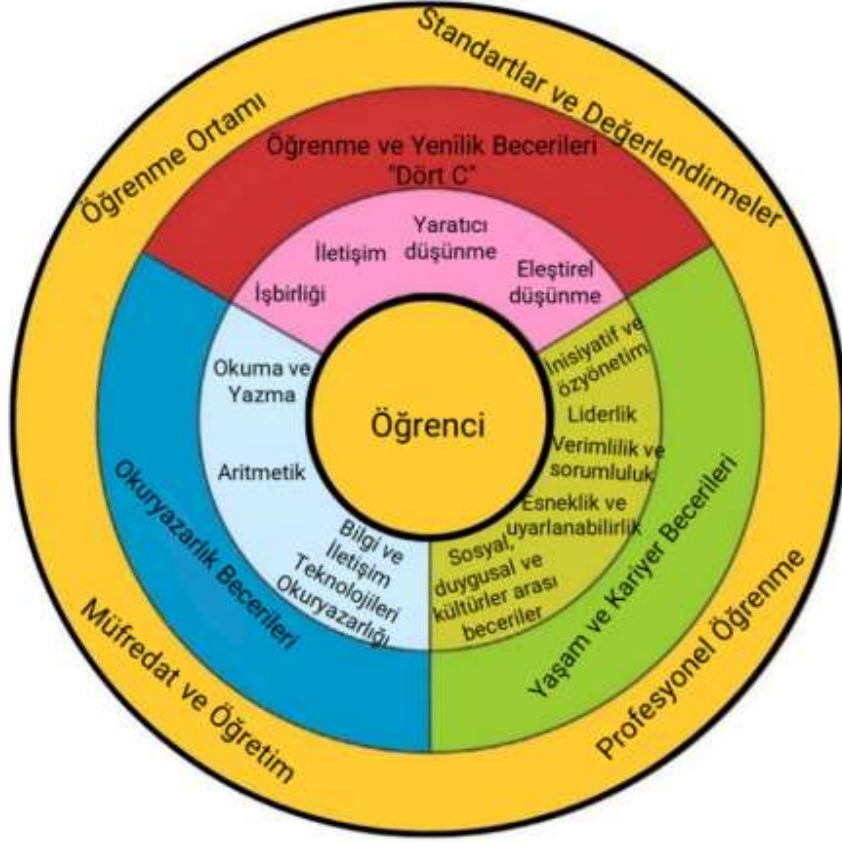 Standartlar ve Değerlendirmeler
Öğrenme Ortamı
Öğrenme ve Yenilik Becerileri
"Dört C"
Yaratıcı
düşünme
İletişim
Eleştirel
düşünme
İşbirliği
İnisiyatif ve
özyönetim
Okuma ve
Yazma
Öğrenci
Liderlik
Verimlilik ve
sorumluluk
Aritmetik
Esneklik ve
uyarlanabilirlik
Bilgi ve
İletişim
Teknolojileri
Okuryazarlığı
Sosyal,
duygusal ve
kültürler arası
beceriler
Okuryazarlık Becerileri
Yaşam ve Kariyer Becerileri
Müfredat ve Öğretim
Profesyonel Öğrenme